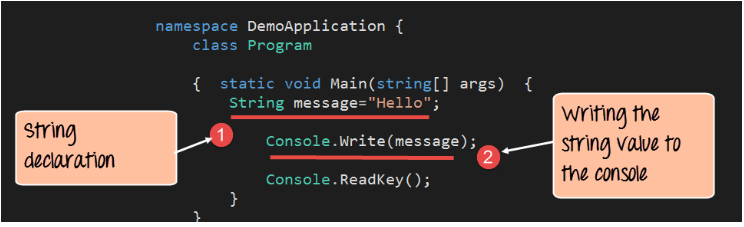 namespace DemoApplication {
class Program
{ static void Main(string[] args) {
String message="Hello";
String
declaration
1
Console.Write(message);
2
Writing the
string value to
the console
Console.ReadKey();
}
}